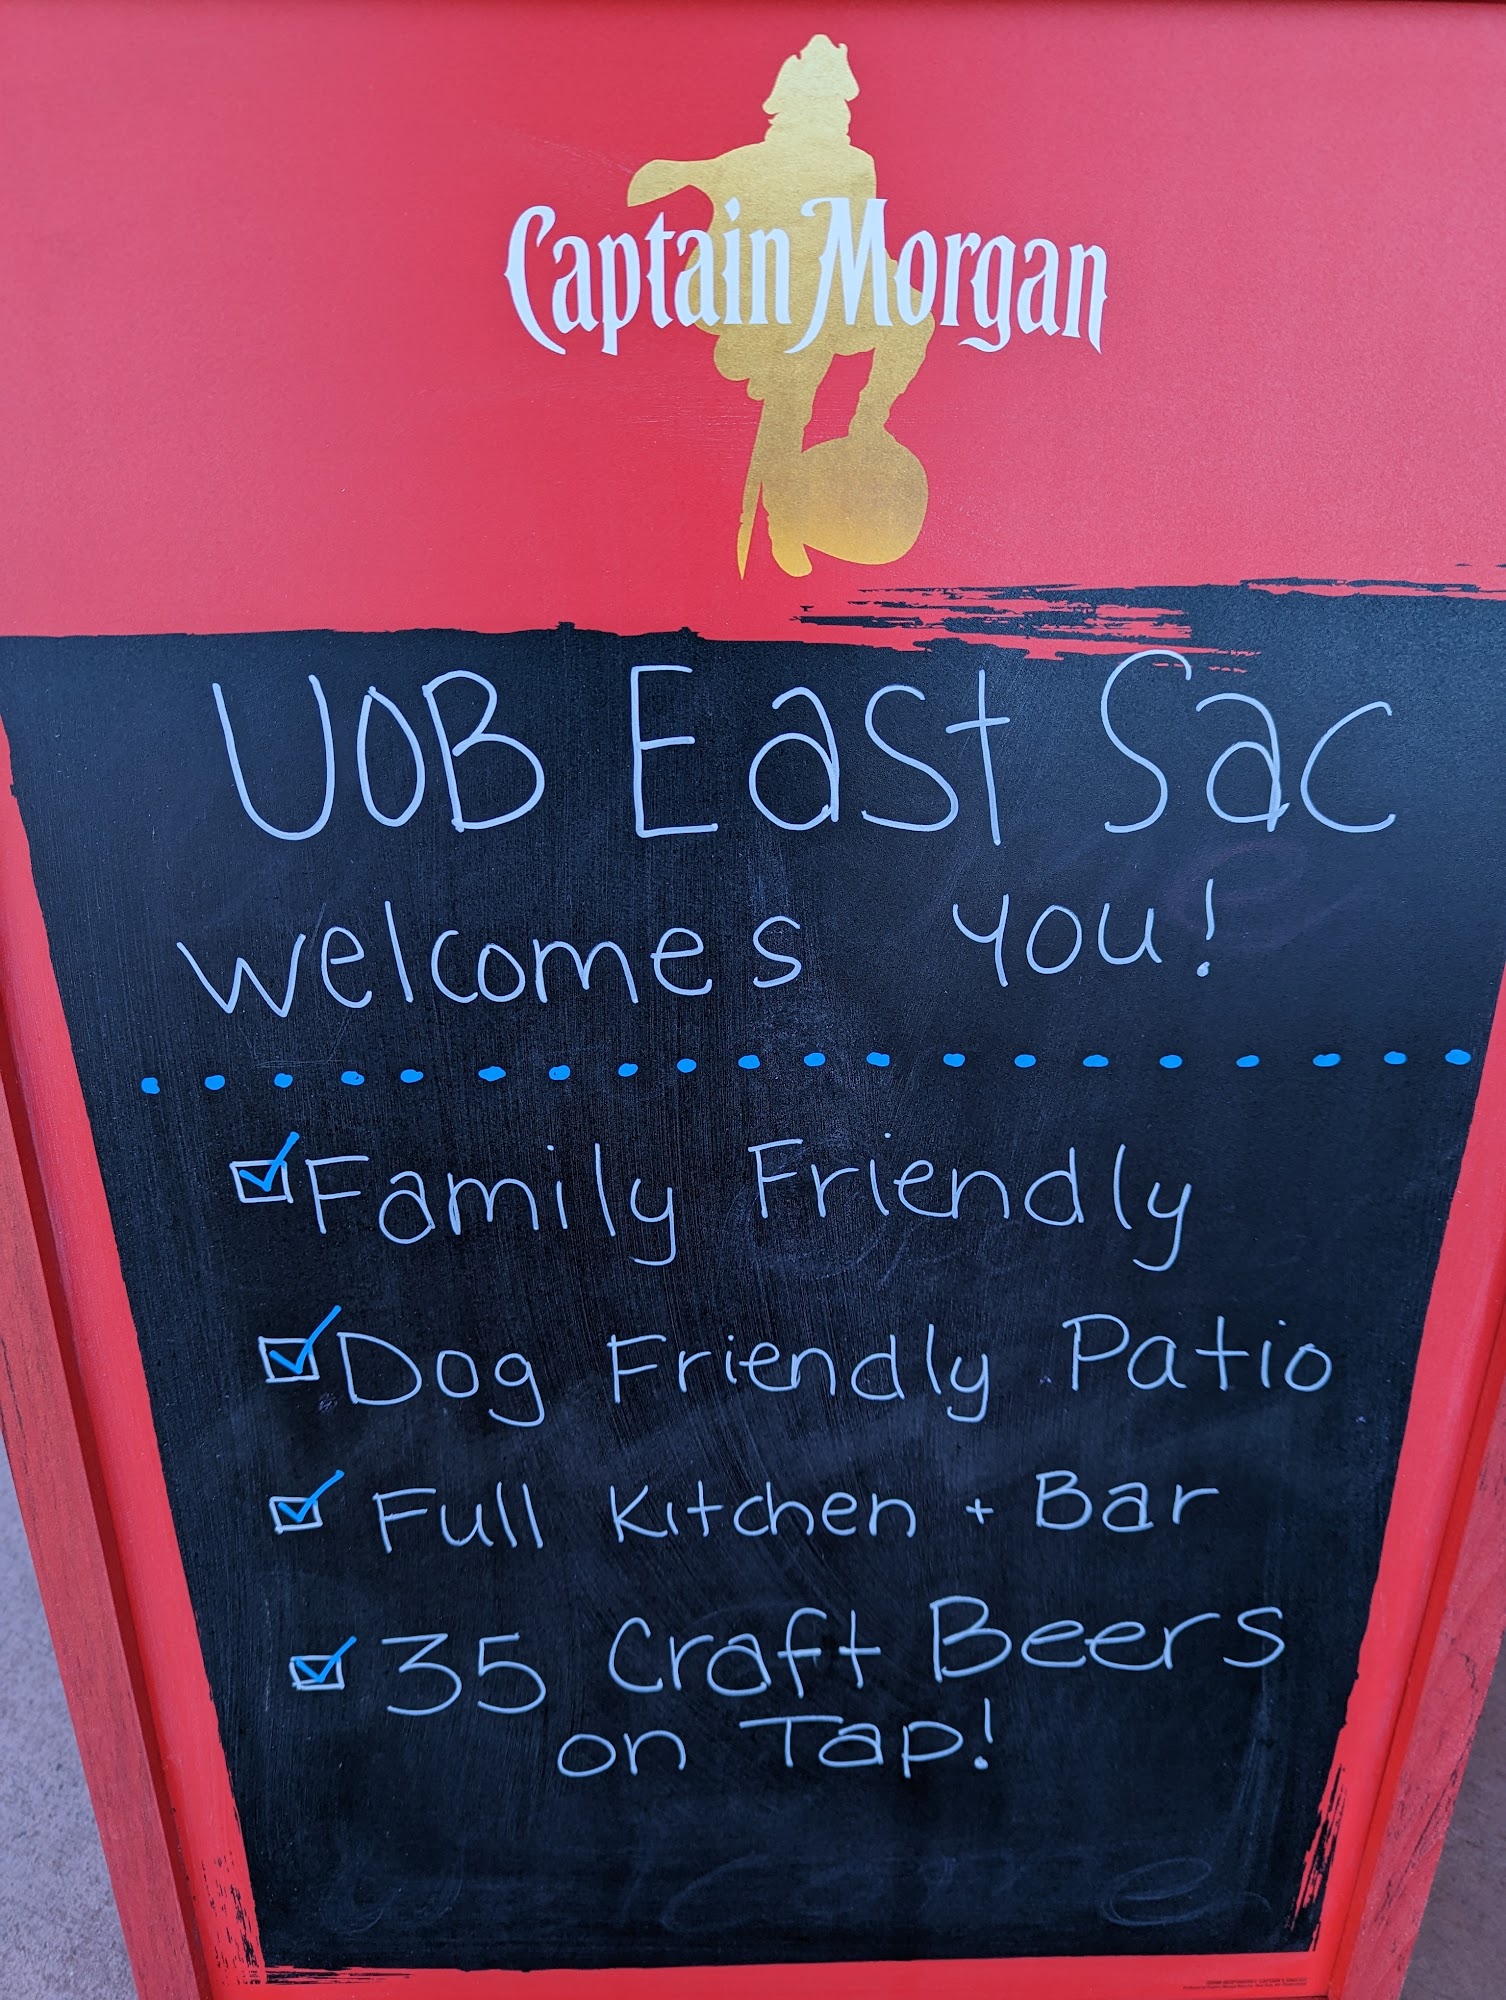 Captain Morgan
UOB East Sac
welcomes you!
Family Friendly
Dog Friendly Patio
Full Kitchen + Bar
35 Craft Beers
on Tap!